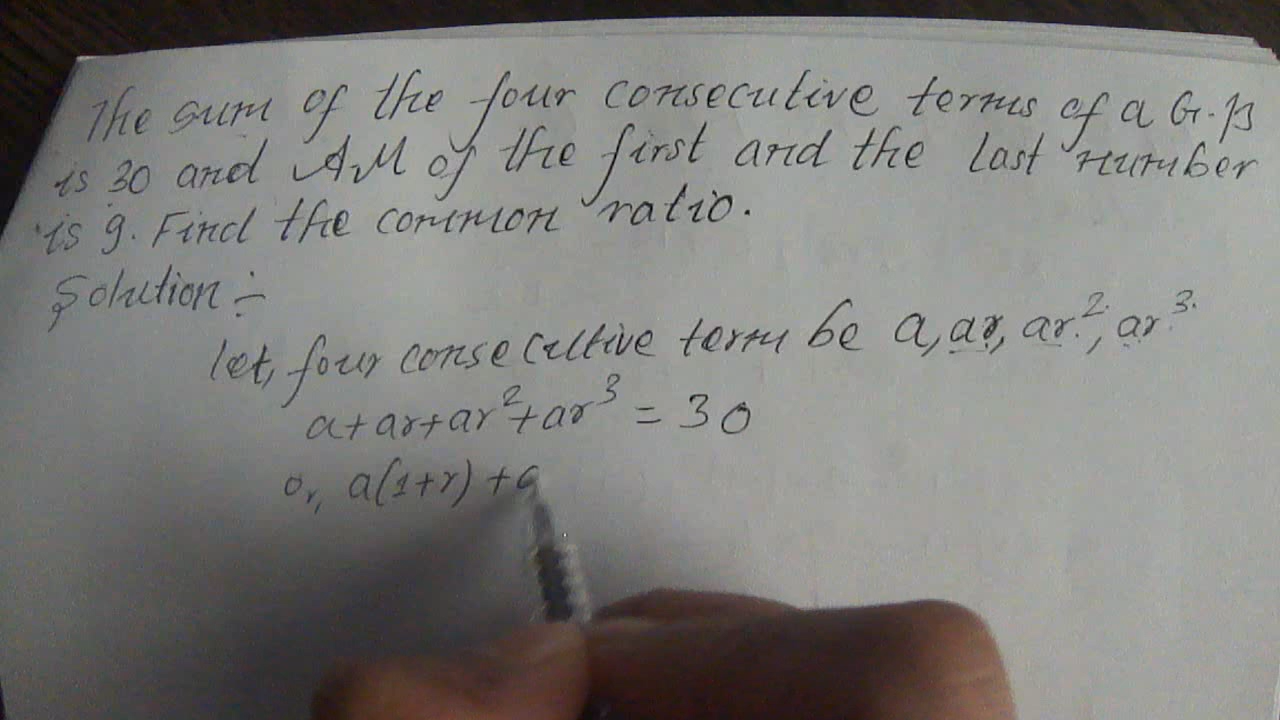 The sum of the four consecutive terms of a G.P
is 30 and AM of the first and the last number
is 9. Find the common ratio.
Solution ÷
let, four consecutive term be a, ar, ar², ar³
a+ar+ar²+ar³ = 30
or, a(1+r) +